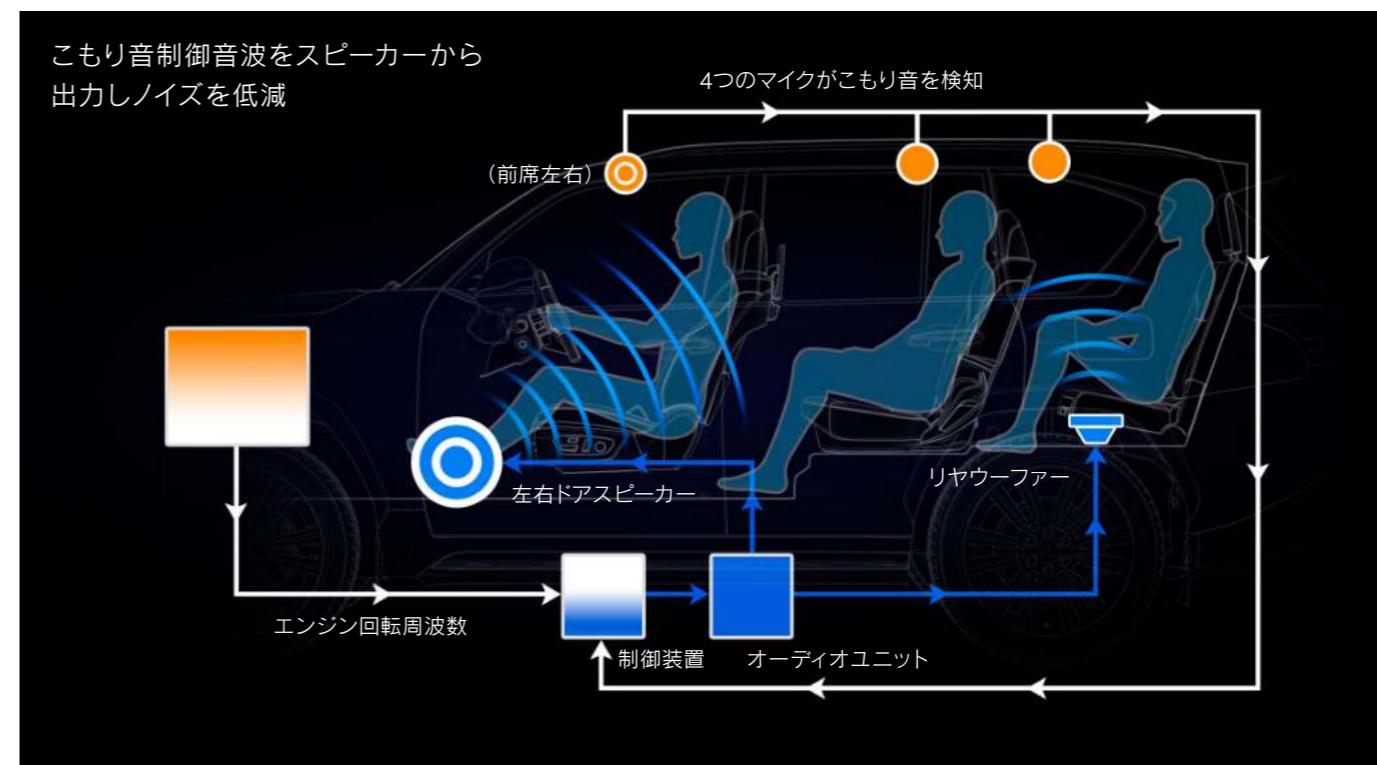 こもり音制御音波をスピーカーから
出力しノイズを低減
4つのマイクがこもり音を検知
（前席左右）
左右ドアスピーカー
リヤウーファー
エンジン回転周波数
制御装置
オーディオユニット